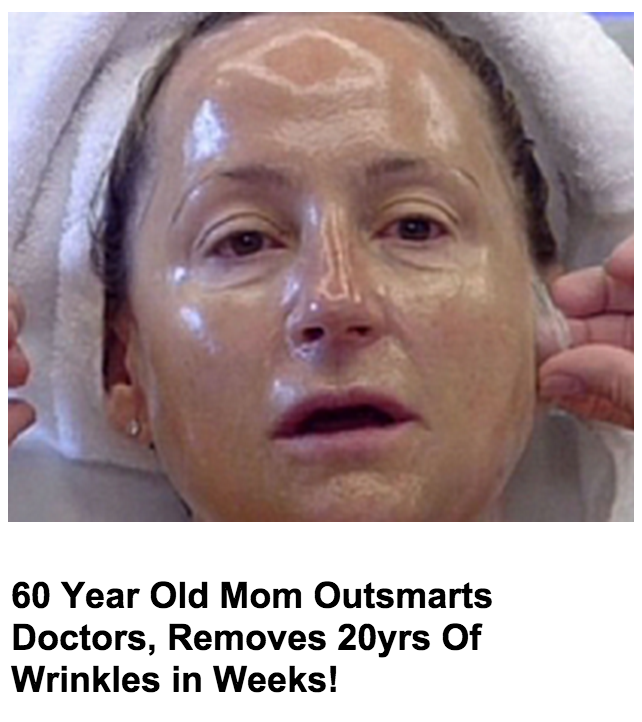 60 Year Old Mom Outsmarts
Doctors, Removes 20yrs Of
Wrinkles in Weeks!